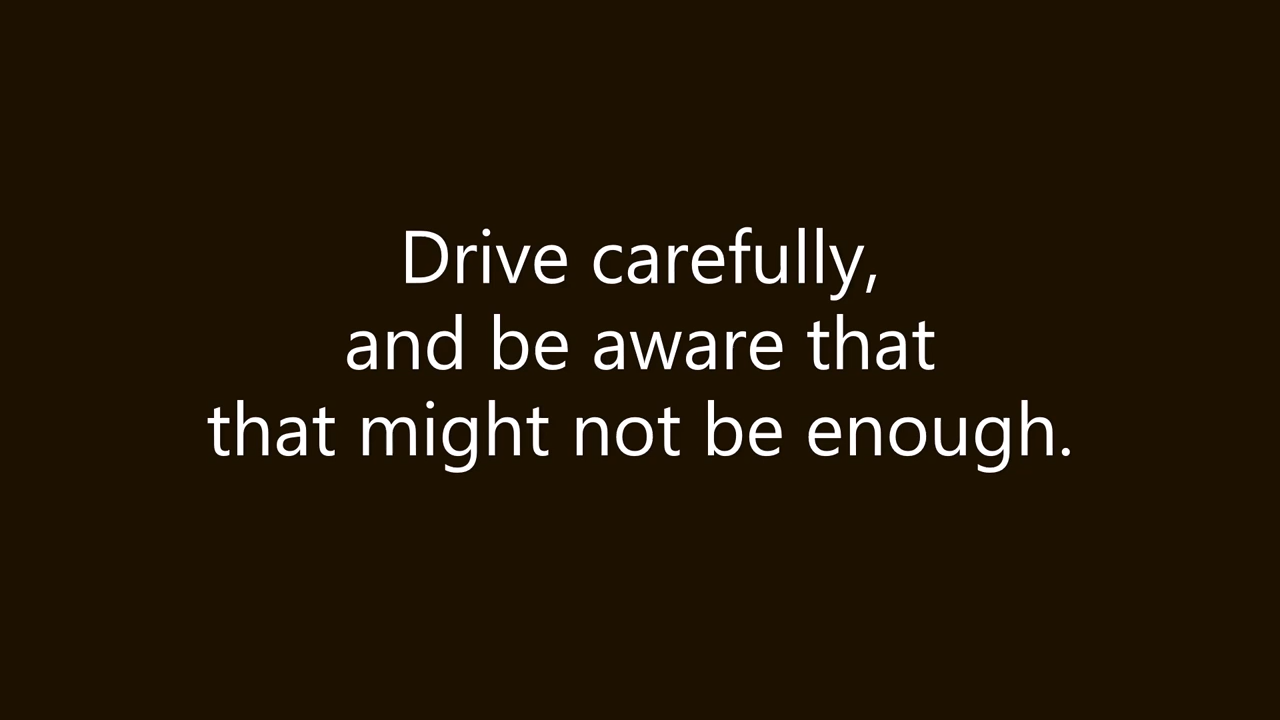 Drive carefully,
and be aware that
that might not be enough.